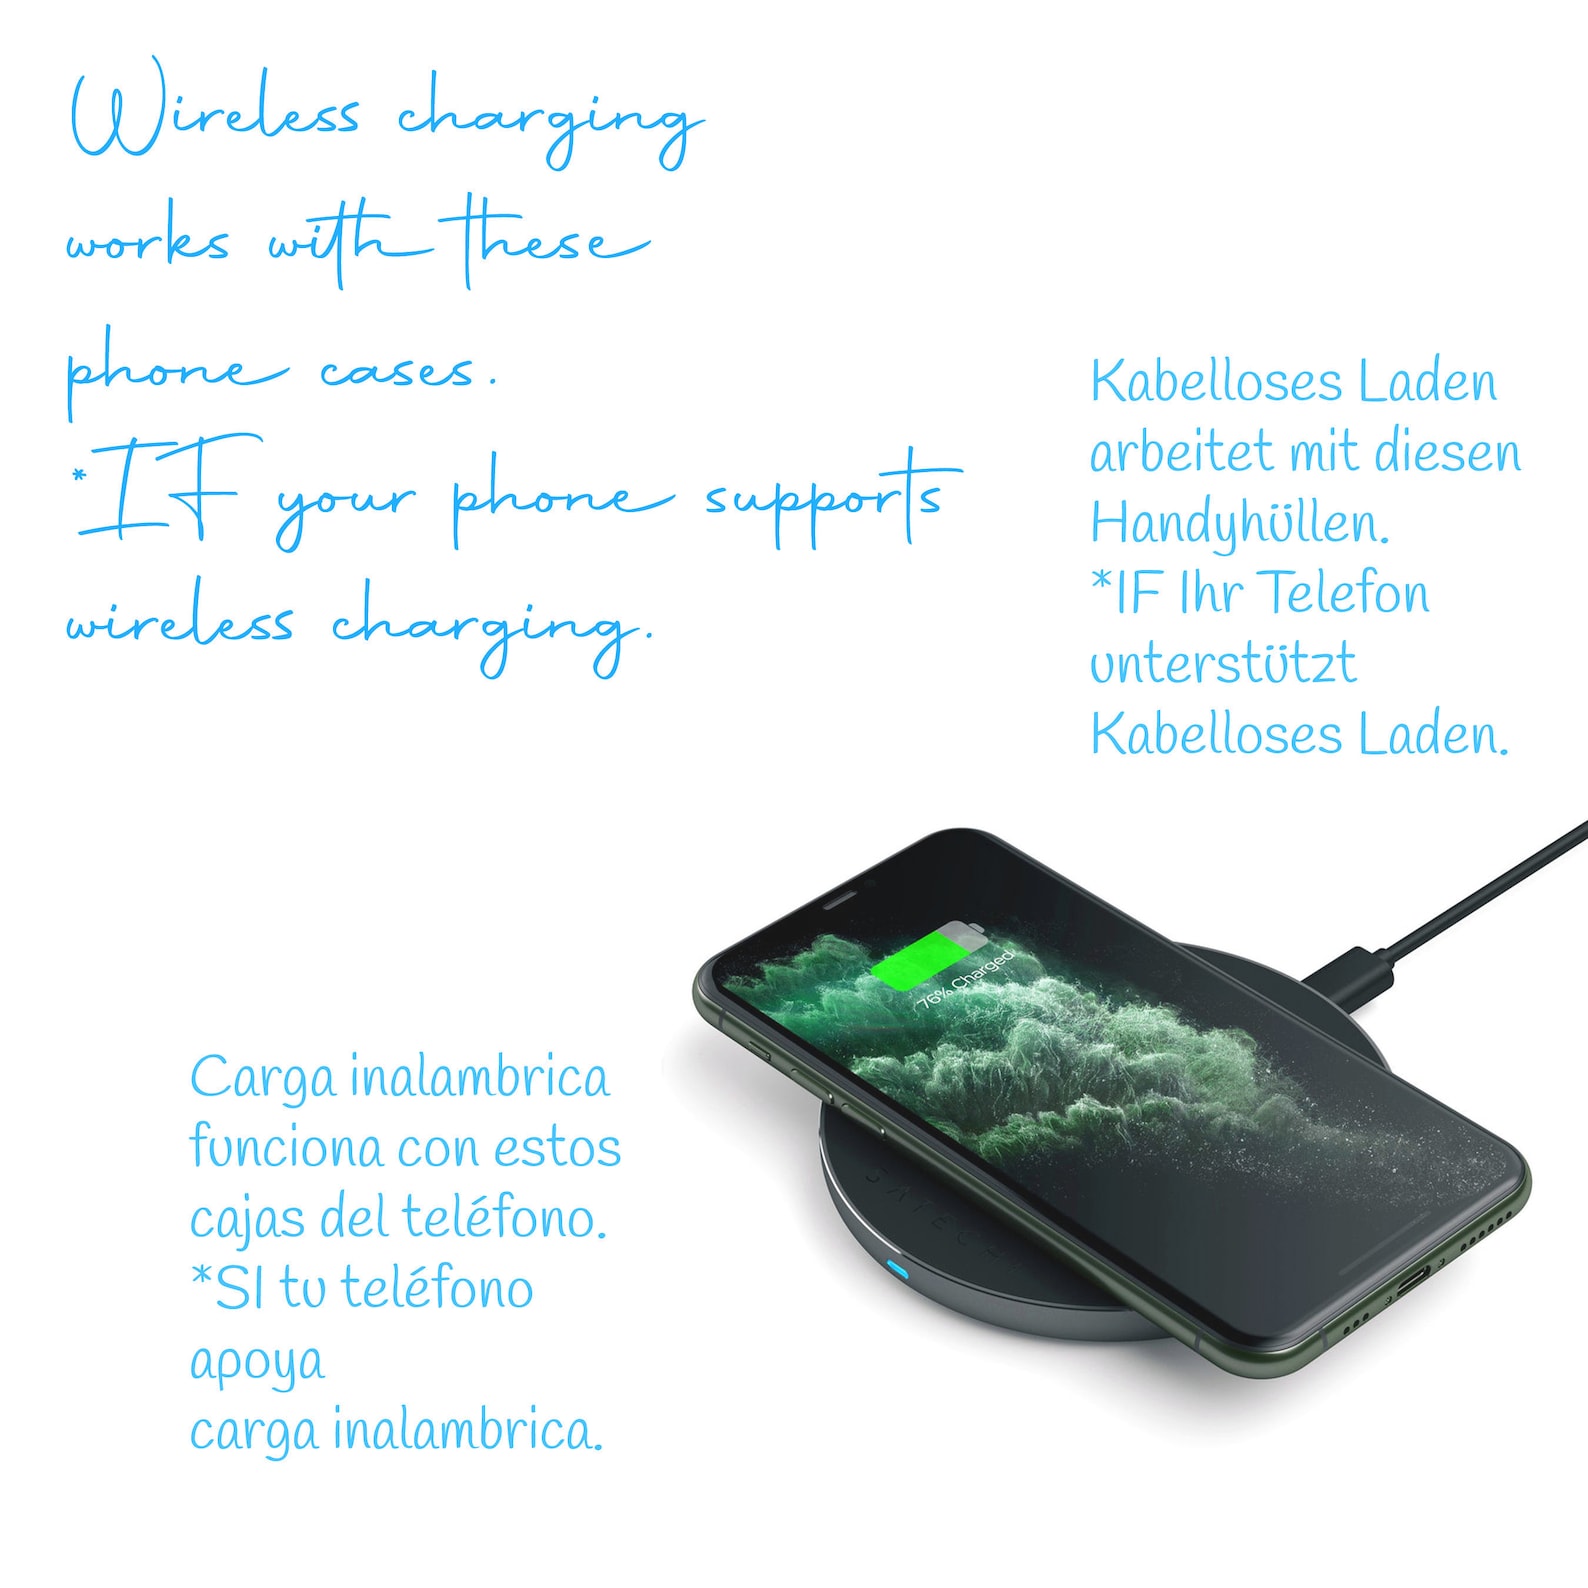 Wireless charging
works with these
phone cases.
*IF your phone supports
wireless charging.
Kabelloses Laden
arbeitet mit diesen
Handyhüllen.
*IF Ihr Telefon
unterstützt
Kabelloses Laden.
76% Charged
SATECHI
Carga inalambrica
funciona con estos
cajas del teléfono.
*SI tu teléfono
apoya
carga inalambrica.